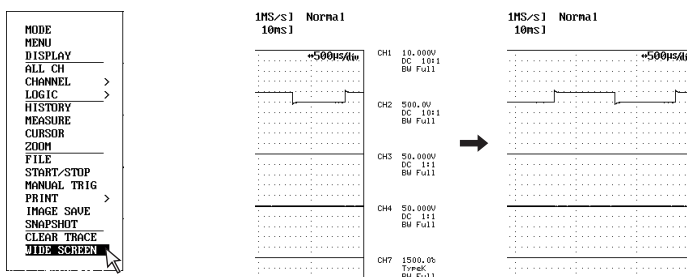 MODE
MENU
DISPLAY
ALL CH
CHANNEL >
LOGIC >
HISTORY
MEASURE
CURSOR
ZOOM
FILE
START/STOP
MANUAL TRIG
PRINT >
IMAGE SAVE
SNAPSHOT
CLEAR TRACE
WIDE SCREEN
1MS/s] Normal
10ms]
↔500µs/div
CH1 10.000V
DC 10:1
BW Full
CH2 500.0V
DC 10:1
BW Full
CH3 50.000V
DC 1:1
BW Full
CH4 50.000V
DC 1:1
BW Full
CH7 1500.0%
TypeK
BW Full
1MS/s] Normal
10ms]
↔500µs/div